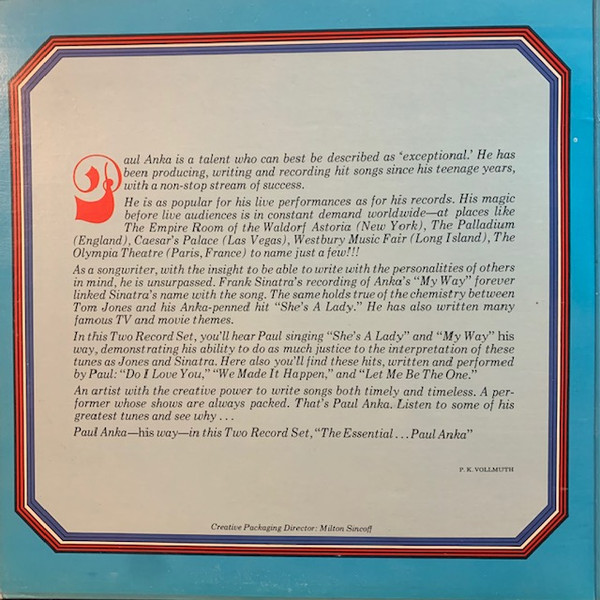 Paul Anka is a talent who can best be described as ‘exceptional.’ He has
been producing, writing and recording hit songs since his teenage years,
with a non-stop stream of success.
He is as popular for his live performances as for his records. His magic
before live audiences is in constant demand worldwide—at places like
The Empire Room of the Waldorf Astoria (New York), The Palladium
(England), Caesar's Palace (Las Vegas), Westbury Music Fair (Long Island), The
Olympia Theatre (Paris, France) to name just a few!!!
As a songwriter, with the insight to be able to write with the personalities of others
in mind, he is unsurpassed. Frank Sinatra's recording of Anka's “My Way” forever
linked Sinatra's name with the song. The same holds true of the chemistry between
Tom Jones and his Anka-penned hit “She's A Lady.” He has also written many
famous TV and movie themes.
In this Two Record Set, you'll hear Paul singing “She's A Lady” and “My Way” his
way, demonstrating his ability to do as much justice to the interpretation of these
tunes as Jones and Sinatra. Here also you'll find these hits, written and performed
by Paul: “Do I Love You,” “We Made It Happen,” and “Let Me Be The One.”
An artist with the creative power to write songs both timely and timeless. A per-
former whose shows are always packed. That's Paul Anka. Listen to some of his
greatest tunes and see why . . .
Paul Anka—his way—in this Two Record Set, “The Essential . . . Paul Anka”
P. K. VOLLMUTH
Creative Packaging Director: Milton Sincoff